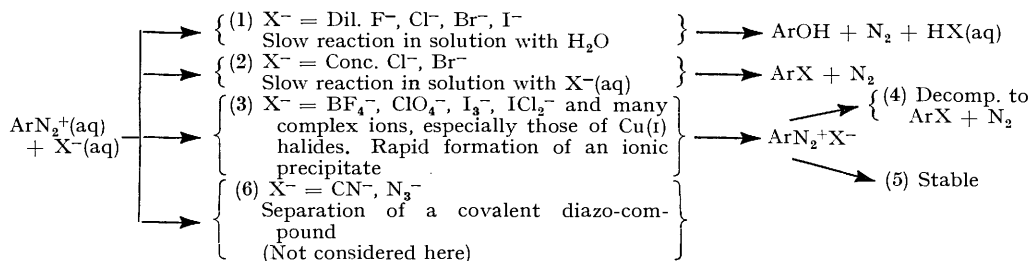 (1) X⁻ = Dil. F⁻, Cl⁻, Br⁻, I⁻
Slow reaction in solution with H₂O
ArOH + N₂ + HX(aq)
(2) X⁻ = Conc. Cl⁻, Br⁻
Slow reaction in solution with X⁻(aq)
ArX + N₂
ArN₂⁺(aq)
+ X⁻(aq)
(3) X⁻ = BF₄⁻, ClO₄⁻, I₃⁻, ICl₂⁻ and many
complex ions, especially those of Cu(I)
halides. Rapid formation of an ionic
precipitate
ArN₂⁺X⁻
(4) Decomp. to
ArX + N₂
(5) Stable
(6) X⁻ = CN⁻, N₃⁻
Separation of a covalent diazo-com-
pound
(Not considered here)